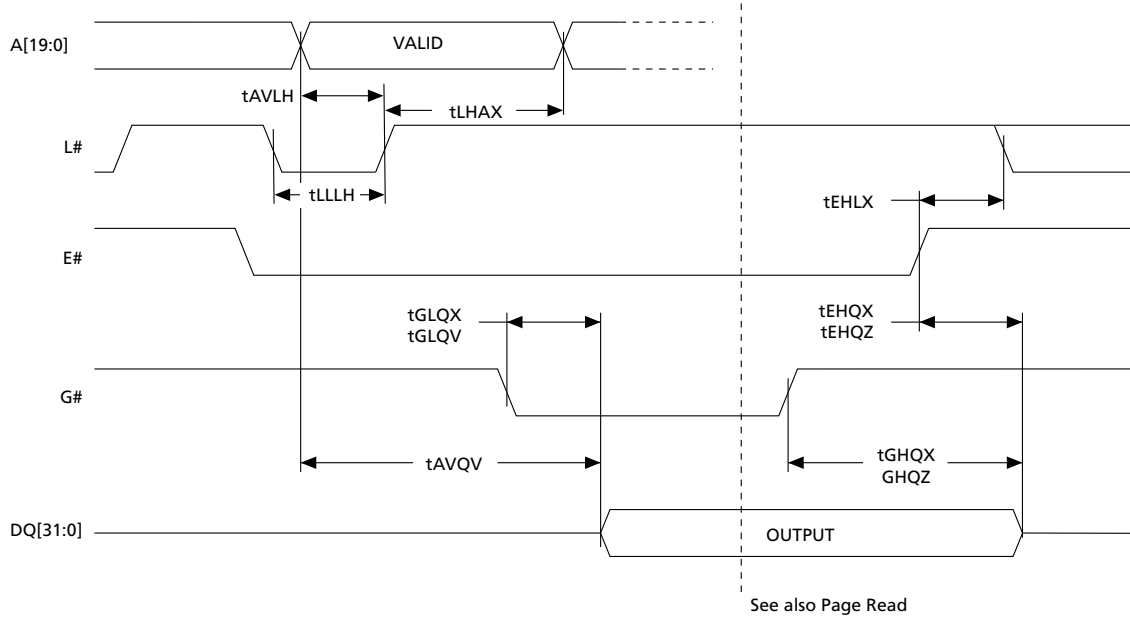 A[19:0]
VALID
tAVLH
tLHAX
L#
tLLLH
tEHLX
E#
tGLQX
tGLQV
tEHQX
tEHQZ
G#
tAVQV
tGHQX
GHQZ
DQ[31:0]
OUTPUT
See also Page Read